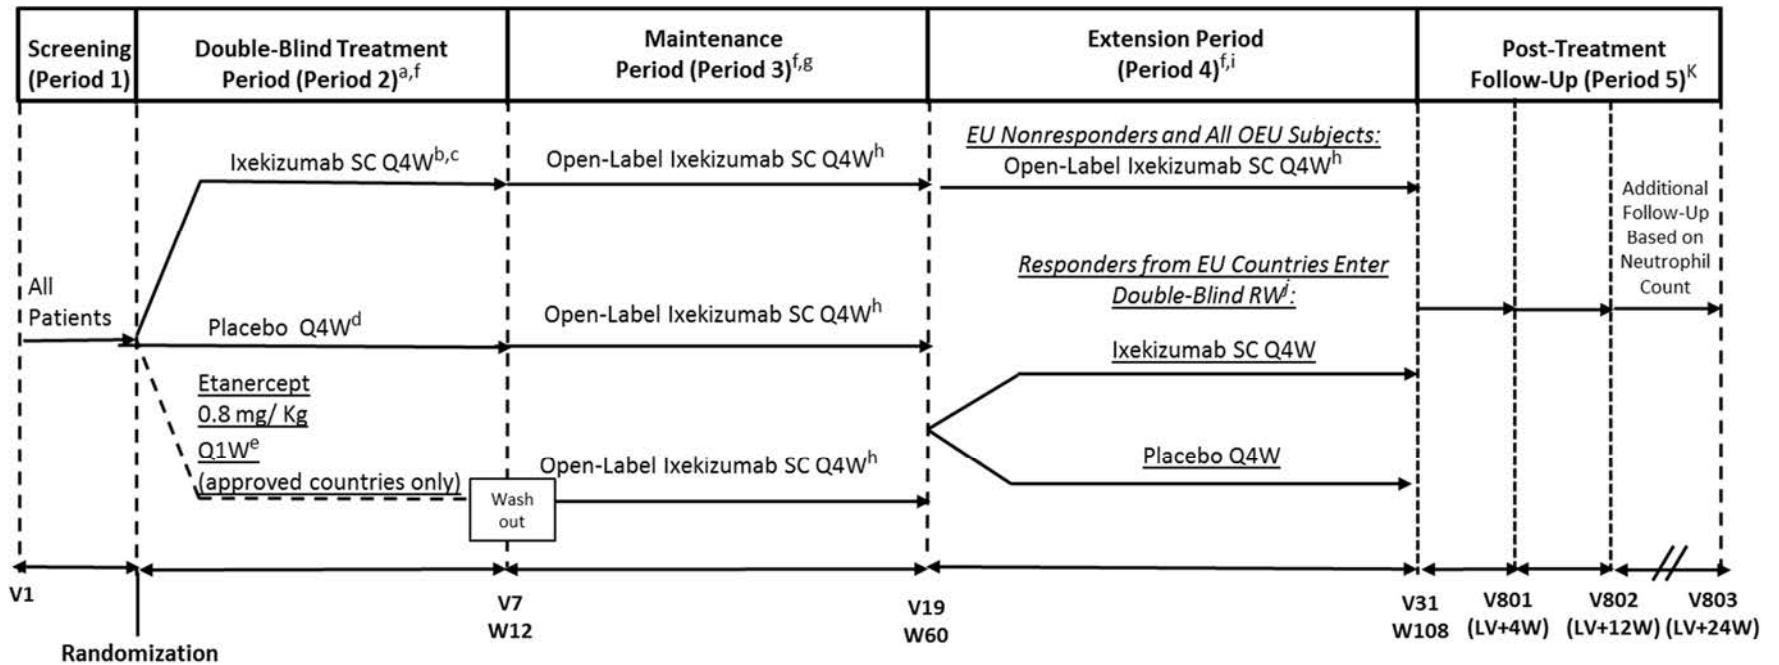 Screening
(Period 1)
Double-Blind Treatment
Period (Period 2)a,f
Maintenance
Period (Period 3)f,g
Extension Period
(Period 4)f,i
Post-Treatment
Follow-Up (Period 5)K
All
Patients
Ixekizumab SC Q4Wb,c
Placebo Q4Wd
Etanercept
0.8 mg/ Kg
Q1We
(approved countries only)
Wash
out
Open-Label Ixekizumab SC Q4Wh
Open-Label Ixekizumab SC Q4Wh
Open-Label Ixekizumab SC Q4Wh
EU Nonresponders and All OEU Subjects:
Open-Label Ixekizumab SC Q4Wh
Responders from EU Countries Enter
Double-Blind RWj:
Ixekizumab SC Q4W
Placebo Q4W
Additional
Follow-Up
Based on
Neutrophil
Count
V1
Randomization
V7
W12
V19
W60
V31
W108
V801
(LV+4W)
V802
(LV+12W)
V803
(LV+24W)